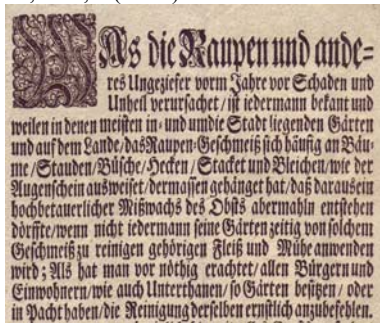 WAs die Raupen und ande-
res Ungeziefer vorm Jahre vor Schaden und
Unheil verursachet / ist iedermann bekant und
weilen in denen meisten in- und um die Stadt liegenden Gärten
und auf dem Lande / das Raupen-Geschmeiß sich häufig an Bäu-
me / Stauden / Büsche / Hecken / Stacket und Bleichen / wie der
Augenschein ausweiset / dermassen gehänget hat / daß daraus ein
hochbetauerlicher Mißwachs des Obsts abermahln entstehen
dörffte / wenn nicht iedermann seine Gärten zeitig von solchem
Geschmeiß zu reinigen gehörigen Fleiß und Mühe anwenden
wird ; Als hat man vor nöthig erachtet / allen Bürgern und
Einwohnern / wie auch Unterthanen / so Gärten besitzen / oder
in Pacht haben / die Reinigung derselben ernstlich anzubefehlen.